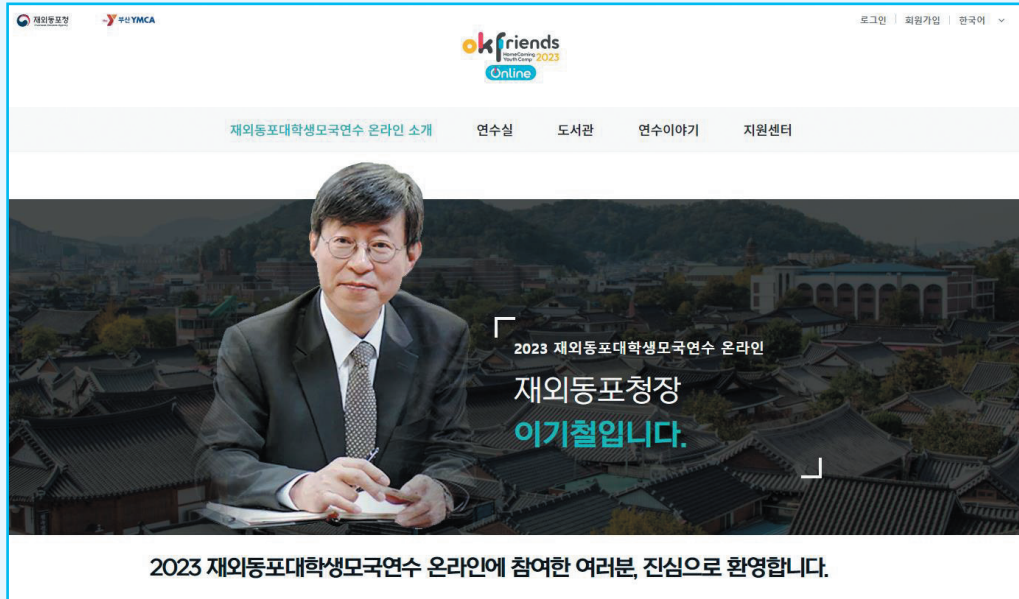 재외동포청
부산YMCA
로그인 회원가입 한국어
okfriends
HomeComing
Youth Camp 2023
Online
재외동포대학생모국연수 온라인 소개 연수실 도서관 연수이야기 지원센터
2023 재외동포대학생모국연수 온라인
재외동포청장
이기철입니다.
2023 재외동포대학생모국연수 온라인에 참여한 여러분, 진심으로 환영합니다.